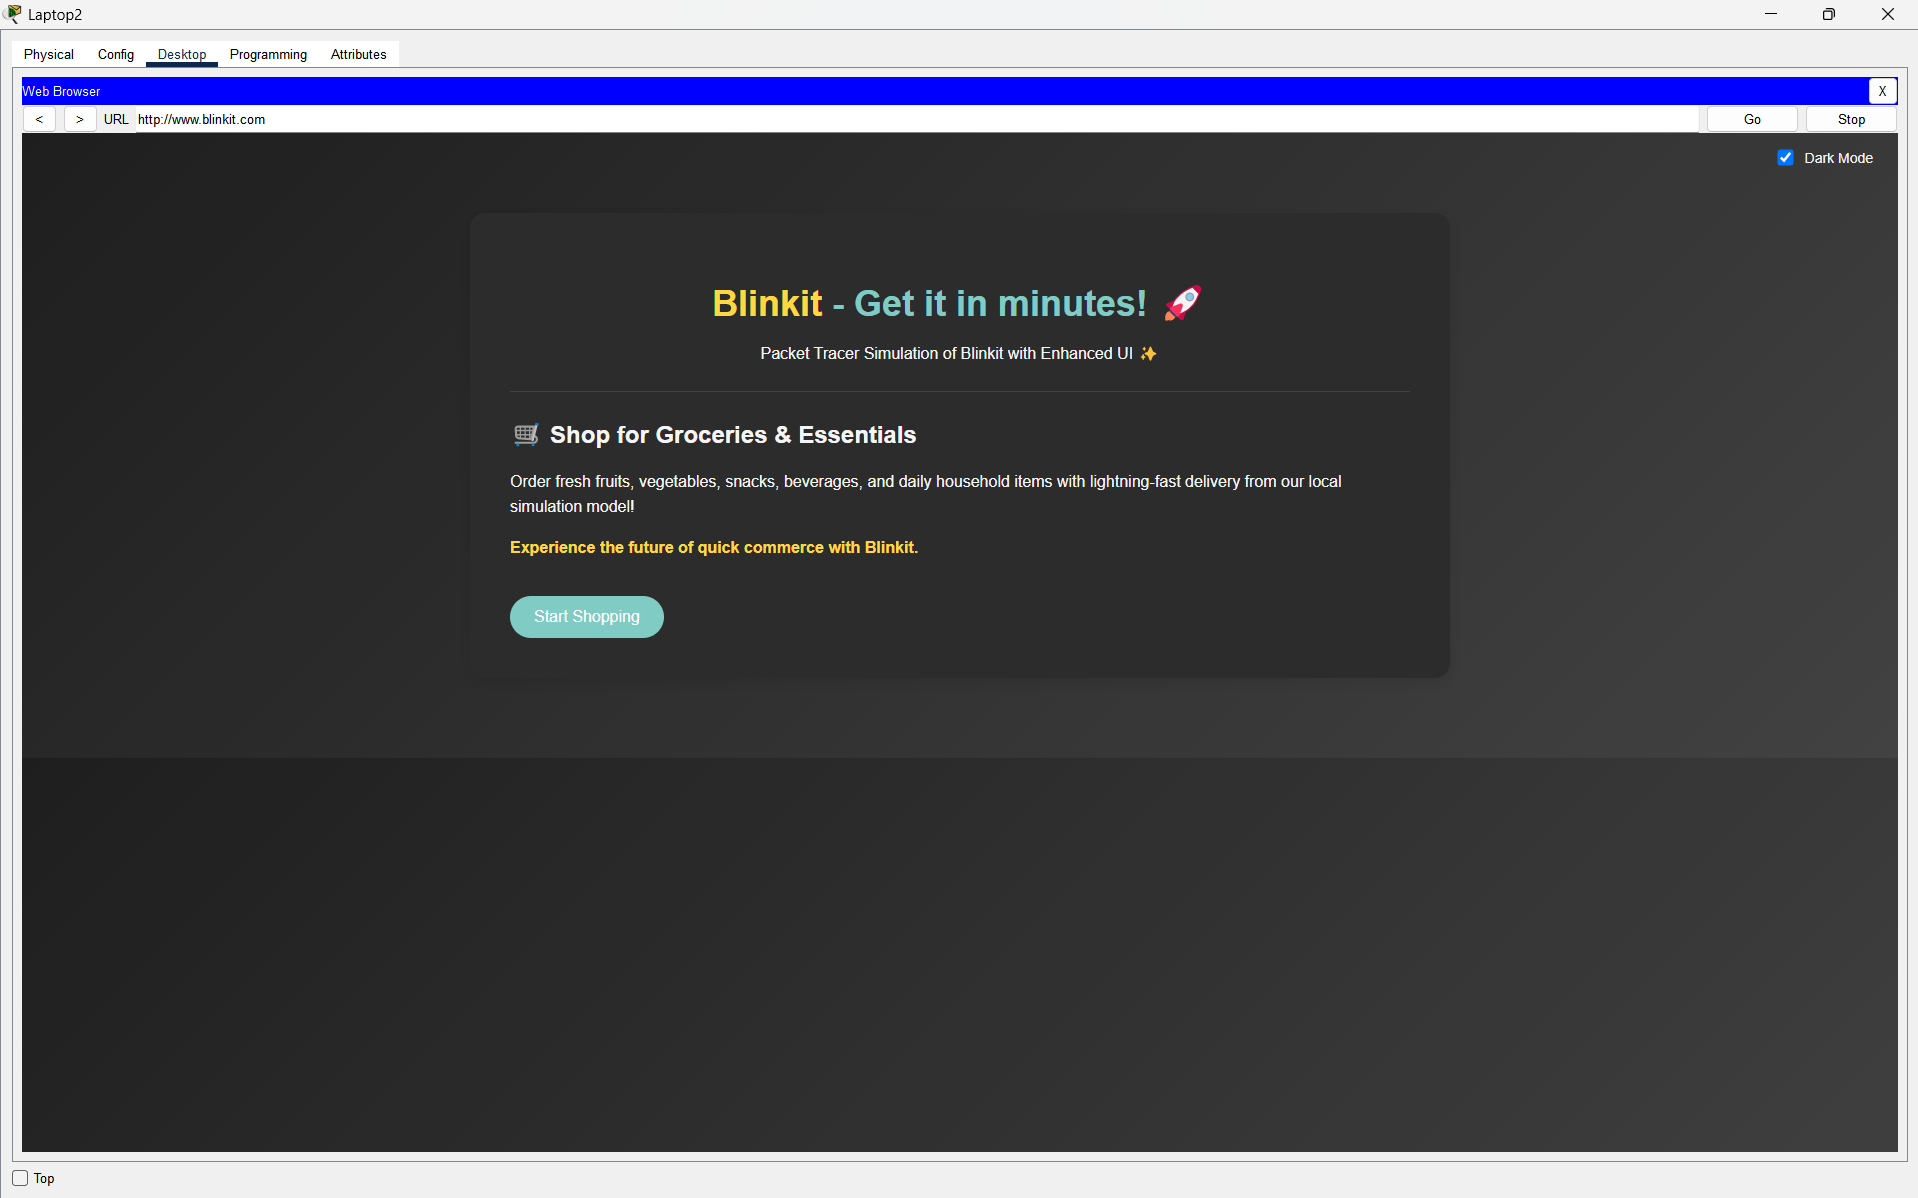 Laptop2
Physical Config Desktop Programming Attributes
Web Browser X
< > URL http://www.blinkit.com Go Stop
Dark Mode
Blinkit - Get it in minutes! 🚀
Packet Tracer Simulation of Blinkit with Enhanced UI ✨
🛒 Shop for Groceries & Essentials
Order fresh fruits, vegetables, snacks, beverages, and daily household items with lightning-fast delivery from our local
simulation model!
Experience the future of quick commerce with Blinkit.
Start Shopping
Top